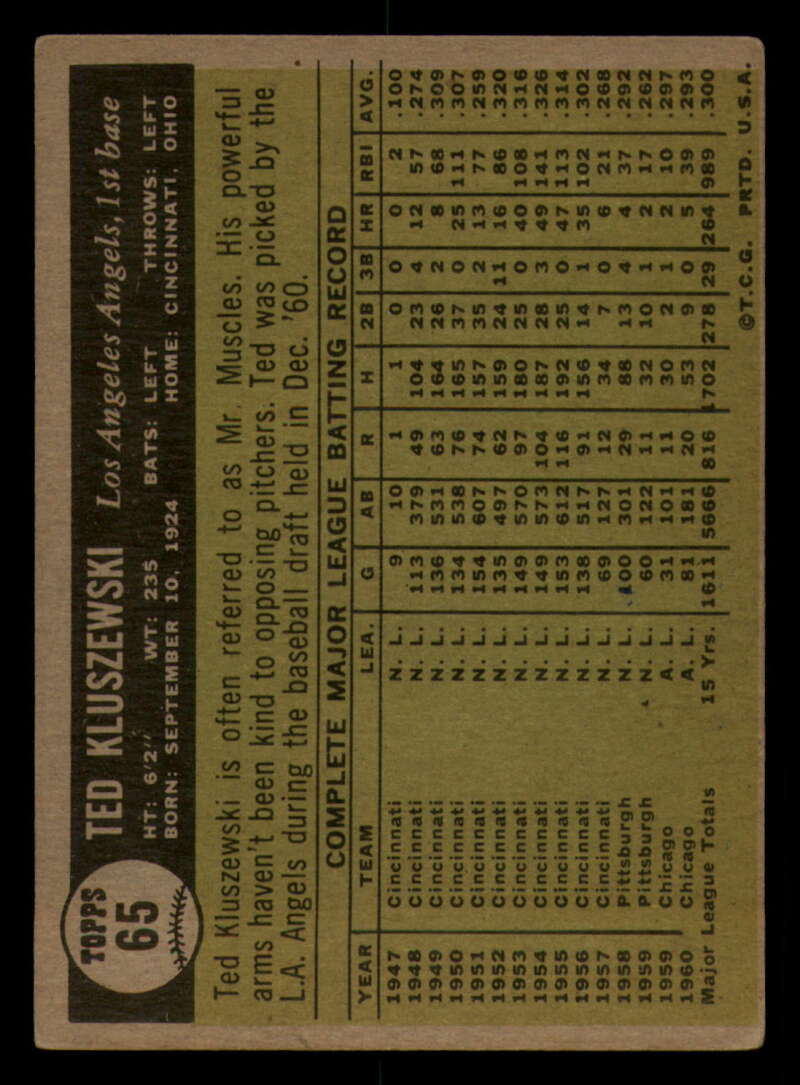 TOPPS
65
TED KLUSZEWSKI Los Angeles Angels, 1st base
HT: 6'2" WT: 235 BATS: LEFT THROWS: LEFT
BORN: SEPTEMBER 10, 1924 HOME: CINCINNATI, OHIO
Ted Kluszewski is often referred to as Mr. Muscles. His powerful
arms haven't been kind to opposing pitchers. Ted was picked by the
L.A. Angels during the baseball draft held in Dec. '60.
COMPLETE MAJOR LEAGUE BATTING RECORD
YEAR TEAM LEA. G AB R H 2B 3B HR RBI AVG.
1947 Cincinnati N. L. 9 10 1 1 0 0 0 2 .100
1948 Cincinnati N. L. 113 379 49 104 23 4 12 57 .274
1949 Cincinnati N. L. 136 531 63 164 26 2 8 68 .309
1950 Cincinnati N. L. 134 538 76 165 37 0 25 111 .307
1951 Cincinnati N. L. 154 607 74 157 35 2 13 77 .259
1952 Cincinnati N. L. 135 497 62 159 24 11 16 86 .320
1953 Cincinnati N. L. 149 570 97 180 25 0 40 108 .316
1954 Cincinnati N. L. 149 573 104 187 28 3 49 141 .326
1955 Cincinnati N. L. 153 612 116 192 25 0 47 113 .314
1956 Cincinnati N. L. 138 517 91 156 14 1 35 102 .302
1957 Cincinnati N. L. 69 127 12 34 7 0 6 21 .268
1958 Pittsburgh N. L. 100 301 29 88 13 4 4 37 .292
1959 Pittsburgh N. L. 60 122 11 32 10 1 2 17 .262
1959 Chicago A. L. 31 101 11 30 2 1 2 10 .297
1960 Chicago A. L. 81 181 20 53 9 0 5 39 .293
Major League Totals 15 Yrs. 1611 5666 816 1702 278 29 264 989 .300
©T.C.G. PRTD. U.S.A.